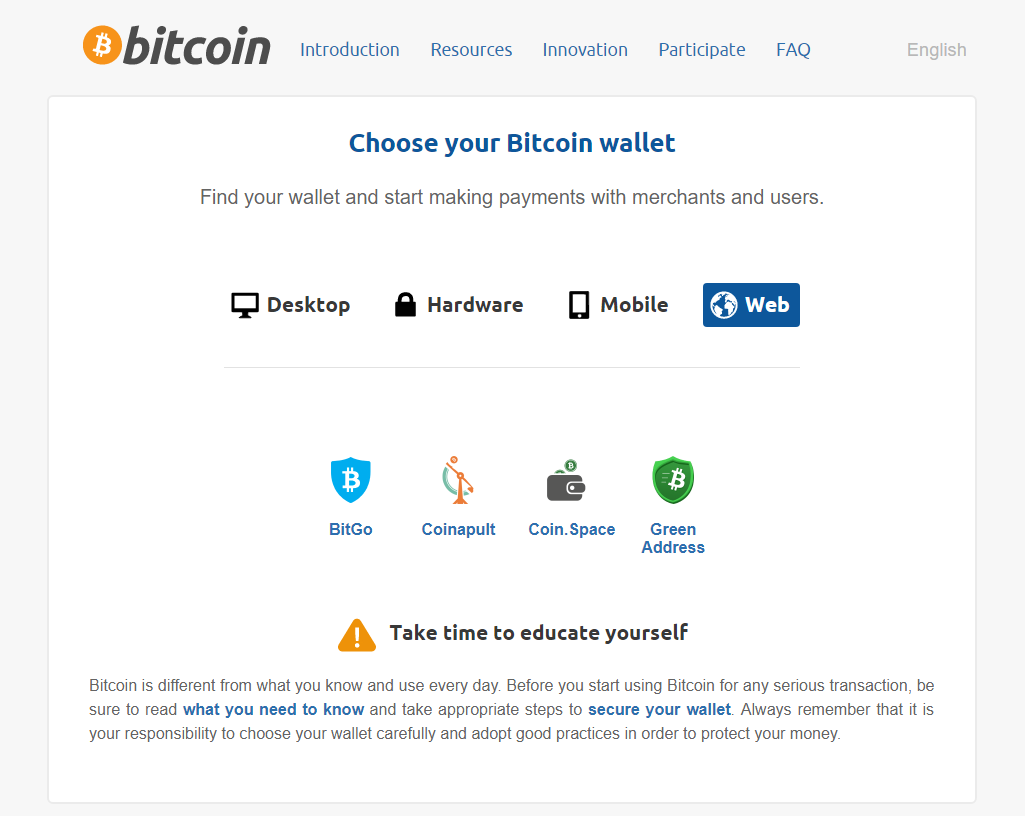 bitcoin Introduction Resources Innovation Participate FAQ English
Choose your Bitcoin wallet
Find your wallet and start making payments with merchants and users.
Desktop Hardware Mobile Web
BitGo Coinapult Coin.Space Green
Address
Take time to educate yourself
Bitcoin is different from what you know and use every day. Before you start using Bitcoin for any serious transaction, be
sure to read what you need to know and take appropriate steps to secure your wallet. Always remember that it is
your responsibility to choose your wallet carefully and adopt good practices in order to protect your money.